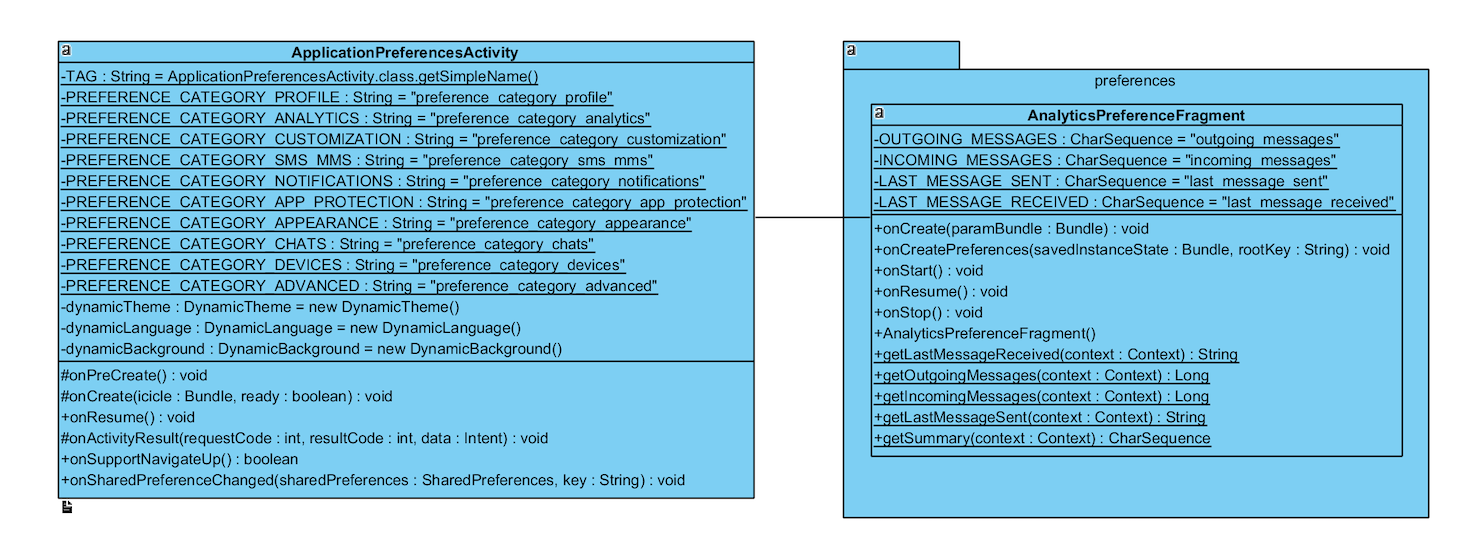 a
ApplicationPreferencesActivity
-TAG : String = ApplicationPreferencesActivity.class.getSimpleName()
-PREFERENCE_CATEGORY_PROFILE : String = "preference_category_profile"
-PREFERENCE_CATEGORY_ANALYTICS : String = "preference_category_analytics"
-PREFERENCE_CATEGORY_CUSTOMIZATION : String = "preference_category_customization"
-PREFERENCE_CATEGORY_SMS_MMS : String = "preference_category_sms_mms"
-PREFERENCE_CATEGORY_NOTIFICATIONS : String = "preference_category_notifications"
-PREFERENCE_CATEGORY_APP_PROTECTION : String = "preference_category_app_protection"
-PREFERENCE_CATEGORY_APPEARANCE : String = "preference_category_appearance"
-PREFERENCE_CATEGORY_CHATS : String = "preference_category_chats"
-PREFERENCE_CATEGORY_DEVICES : String = "preference_category_devices"
-PREFERENCE_CATEGORY_ADVANCED : String = "preference_category_advanced"
-dynamicTheme : DynamicTheme = new DynamicTheme()
-dynamicLanguage : DynamicLanguage = new DynamicLanguage()
-dynamicBackground : DynamicBackground = new DynamicBackground()
#onPreCreate() : void
#onCreate(icicle : Bundle, ready : boolean) : void
+onResume() : void
#onActivityResult(requestCode : int, resultCode : int, data : Intent) : void
+onSupportNavigateUp() : boolean
+onSharedPreferenceChanged(sharedPreferences : SharedPreferences, key : String) : void
a
preferences
a
AnalyticsPreferenceFragment
-OUTGOING_MESSAGES : CharSequence = "outgoing_messages"
-INCOMING_MESSAGES : CharSequence = "incoming_messages"
-LAST_MESSAGE_SENT : CharSequence = "last_message_sent"
-LAST_MESSAGE_RECEIVED : CharSequence = "last_message_received"
+onCreate(paramBundle : Bundle) : void
+onCreatePreferences(savedInstanceState : Bundle, rootKey : String) : void
+onStart() : void
+onResume() : void
+onStop() : void
+AnalyticsPreferenceFragment()
+getLastMessageReceived(context : Context) : String
+getOutgoingMessages(context : Context) : Long
+getIncomingMessages(context : Context) : Long
+getLastMessageSent(context : Context) : String
+getSummary(context : Context) : CharSequence